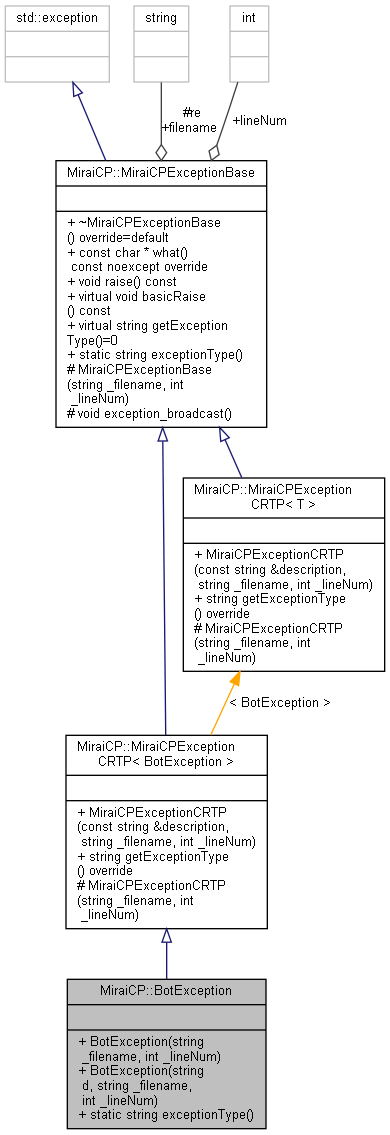 std::exception
string
int
#re
+filename
+lineNum
MiraiCP::MiraiCPExceptionBase
+ ~MiraiCPExceptionBase
() override=default
+ const char * what()
const noexcept override
+ void raise() const
+ virtual void basicRaise
() const
+ virtual string getException
Type()=0
+ static string exceptionType()
# MiraiCPExceptionBase
(string _filename, int
_lineNum)
# void exception_broadcast()
MiraiCP::MiraiCPException
CRTP< T >
+ MiraiCPExceptionCRTP
(const string &description,
string _filename, int _lineNum)
+ string getExceptionType
() override
# MiraiCPExceptionCRTP
(string _filename, int
_lineNum)
< BotException >
MiraiCP::MiraiCPException
CRTP< BotException >
+ MiraiCPExceptionCRTP
(const string &description,
string _filename, int _lineNum)
+ string getExceptionType
() override
# MiraiCPExceptionCRTP
(string _filename, int
_lineNum)
MiraiCP::BotException
+ BotException(string
_filename, int _lineNum)
+ BotException(string
d, string _filename,
int _lineNum)
+ static string exceptionType()